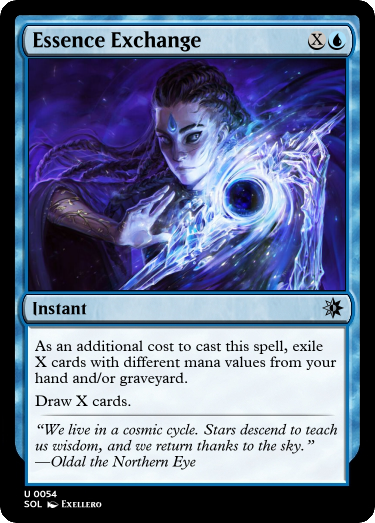 Essence Exchange X
Instant
As an additional cost to cast this spell, exile
X cards with different mana values from your
hand and/or graveyard.
Draw X cards.
“We live in a cosmic cycle. Stars descend to teach
us wisdom, and we return thanks to the sky.”
—Oldal the Northern Eye
U 0054
SOL Exellero